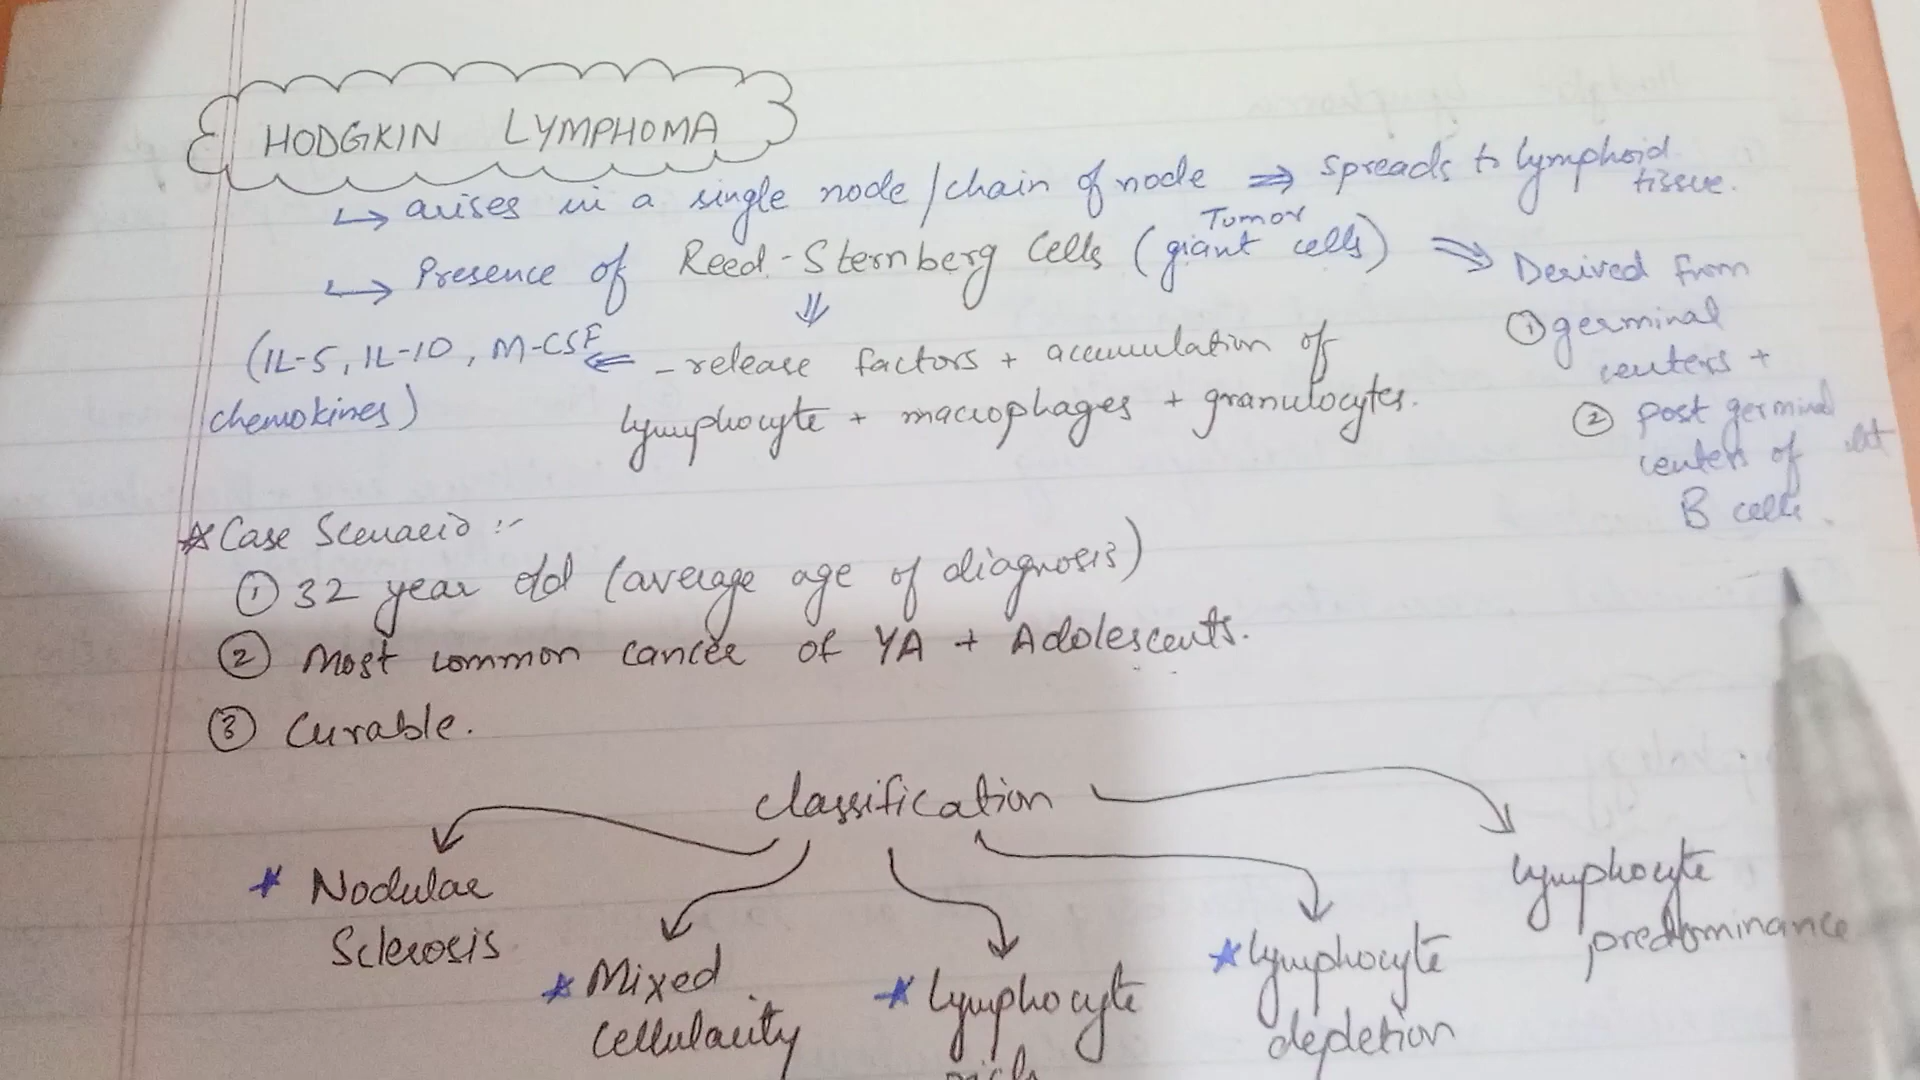 HODGKIN LYMPHOMA
↳ arises in a single node/chain of node ⇒ spreads to lymphoid tissue.
↳ Presence of Reed-Sternberg Cells (giant Tumor cells) ⇒ Derived from
① germinal
centers +
② post germinal
centers of
B cells.
⇓
- release factors + accumulation of
lymphocyte + macrophages + granulocytes.
⇐ (IL-5, IL-10, M-CSF
chemokines)
* Case Scenario :-
① 32 year old (average age of diagnosis)
② Most common cancer of YA + Adolescents.
③ Curable.
classification
* Nodular
Sclerosis
* Mixed
cellularity
* lymphocyte
rich
* lymphocyte
depletion
lymphocyte
predominance